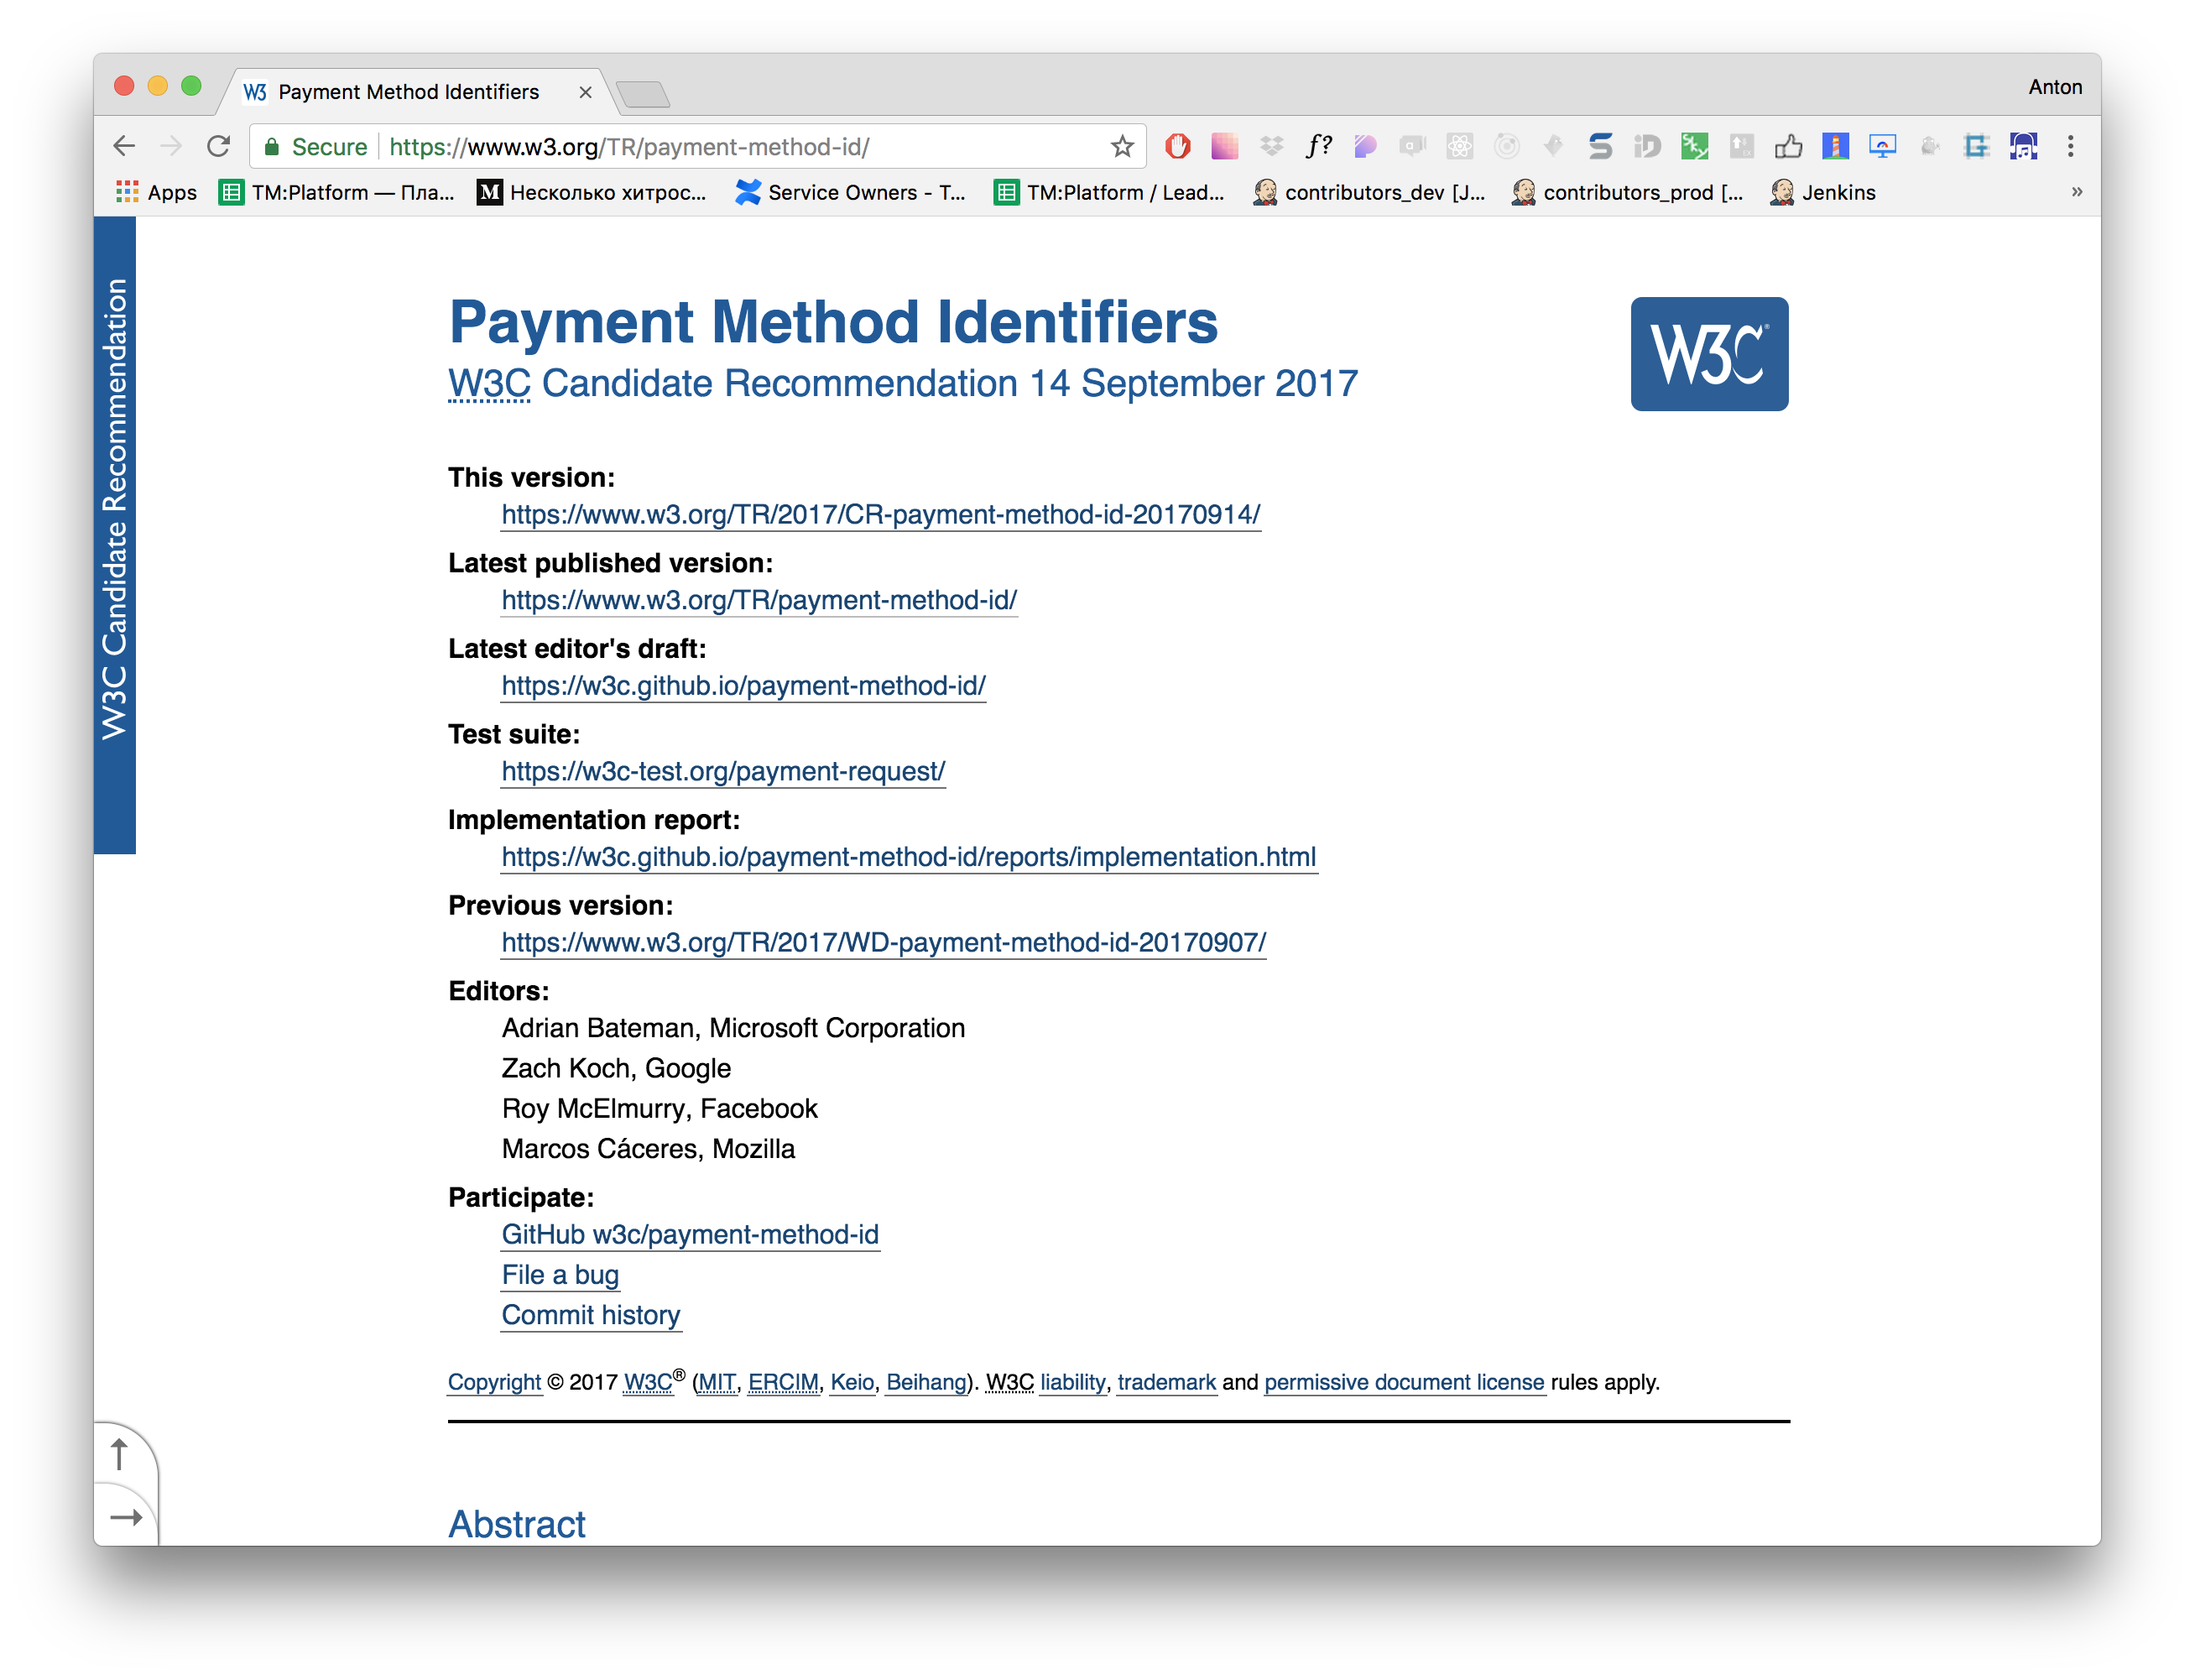 W3 Payment Method Identifiers
Anton
Secure https://www.w3.org/TR/payment-method-id/
Apps TM:Platform — Пла... M Несколько хитрос... Service Owners - T... TM:Platform / Lead... contributors_dev [J... contributors_prod [... Jenkins »
W3C Candidate Recommendation
Payment Method Identifiers
W3C®
W3C Candidate Recommendation 14 September 2017
This version:
https://www.w3.org/TR/2017/CR-payment-method-id-20170914/
Latest published version:
https://www.w3.org/TR/payment-method-id/
Latest editor's draft:
https://w3c.github.io/payment-method-id/
Test suite:
https://w3c-test.org/payment-request/
Implementation report:
https://w3c.github.io/payment-method-id/reports/implementation.html
Previous version:
https://www.w3.org/TR/2017/WD-payment-method-id-20170907/
Editors:
Adrian Bateman, Microsoft Corporation
Zach Koch, Google
Roy McElmurry, Facebook
Marcos Cáceres, Mozilla
Participate:
GitHub w3c/payment-method-id
File a bug
Commit history
Copyright © 2017 W3C® (MIT, ERCIM, Keio, Beihang). W3C liability, trademark and permissive document license rules apply.
Abstract